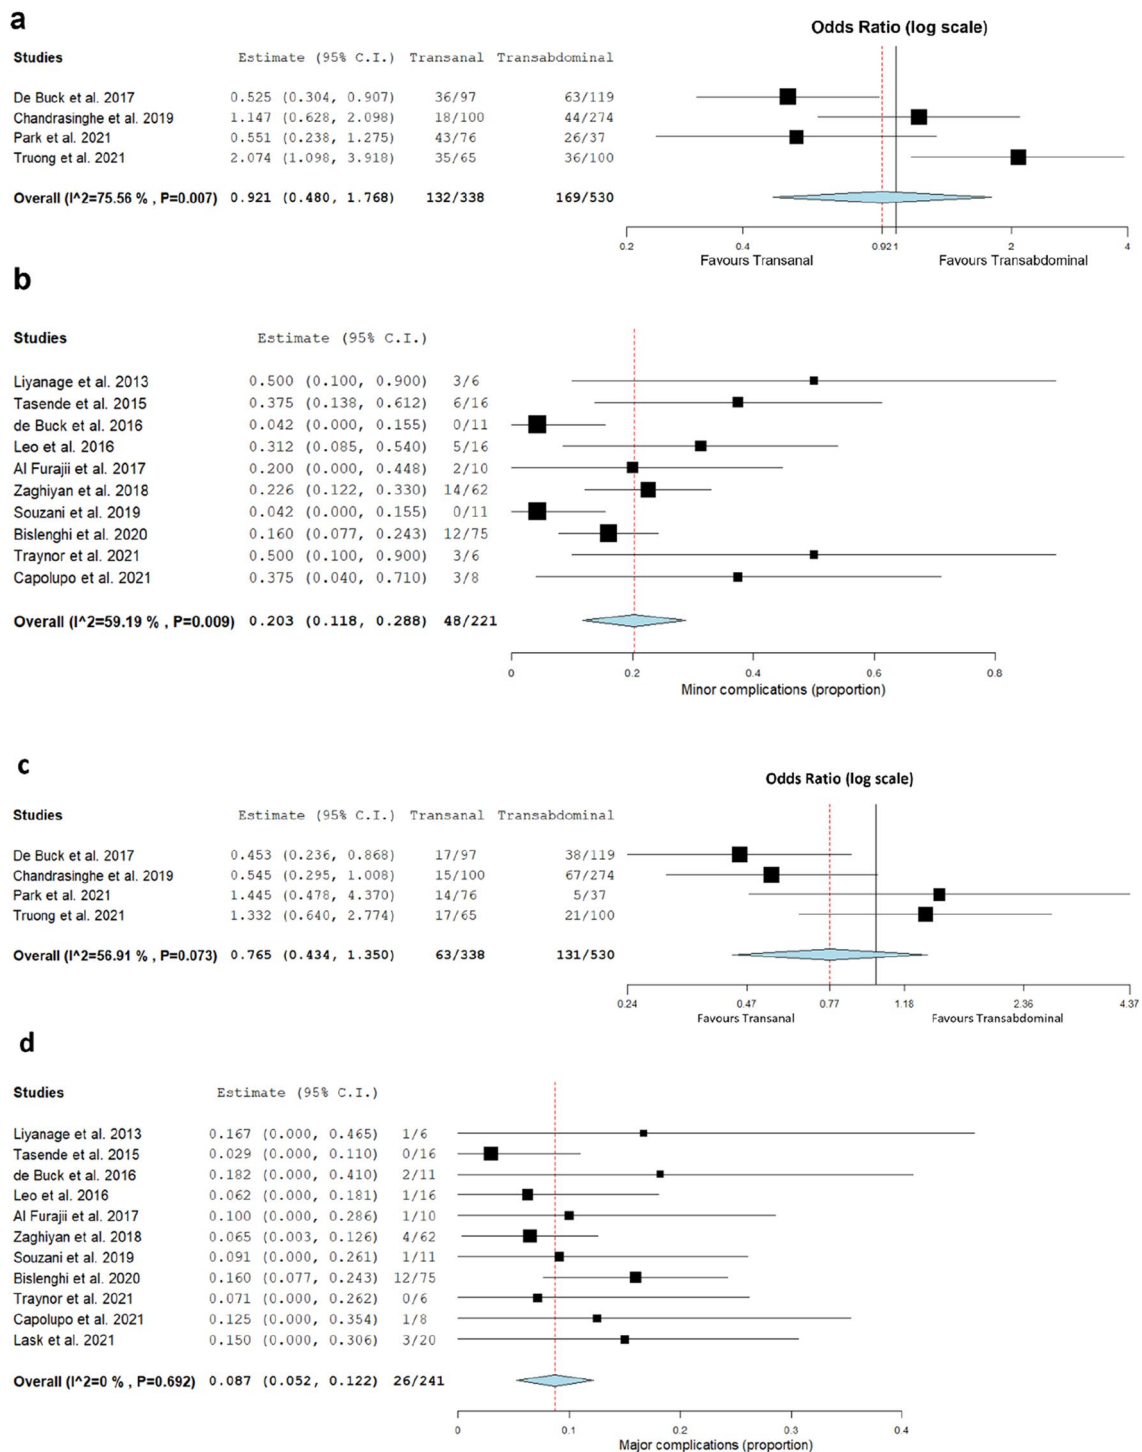 a
Odds Ratio (log scale)
Studies Estimate (95% C.I.) Transanal Transabdominal
De Buck et al. 2017 0.525 (0.304, 0.907) 36/97 63/119
Chandrasinghe et al. 2019 1.147 (0.628, 2.098) 18/100 44/274
Park et al. 2021 0.551 (0.238, 1.275) 43/76 26/37
Truong et al. 2021 2.074 (1.098, 3.918) 35/65 36/100
Overall (I^2=75.56 % , P=0.007) 0.921 (0.480, 1.768) 132/338 169/530
0.2 0.4 0.921 2 4
Favours Transanal Favours Transabdominal
b
Studies Estimate (95% C.I.)
Liyanage et al. 2013 0.500 (0.100, 0.900) 3/6
Tasende et al. 2015 0.375 (0.138, 0.612) 6/16
de Buck et al. 2016 0.042 (0.000, 0.155) 0/11
Leo et al. 2016 0.312 (0.085, 0.540) 5/16
Al Furajii et al. 2017 0.200 (0.000, 0.448) 2/10
Zaghiyan et al. 2018 0.226 (0.122, 0.330) 14/62
Souzani et al. 2019 0.042 (0.000, 0.155) 0/11
Bislenghi et al. 2020 0.160 (0.077, 0.243) 12/75
Traynor et al. 2021 0.500 (0.100, 0.900) 3/6
Capolupo et al. 2021 0.375 (0.040, 0.710) 3/8
Overall (I^2=59.19 % , P=0.009) 0.203 (0.118, 0.288) 48/221
0 0.2 0.4 0.6 0.8
Minor complications (proportion)
c
Odds Ratio (log scale)
Studies Estimate (95% C.I.) Transanal Transabdominal
De Buck et al. 2017 0.453 (0.236, 0.868) 17/97 38/119
Chandrasinghe et al. 2019 0.545 (0.295, 1.008) 15/100 67/274
Park et al. 2021 1.445 (0.478, 4.370) 14/76 5/37
Truong et al. 2021 1.332 (0.640, 2.774) 17/65 21/100
Overall (I^2=56.91 % , P=0.073) 0.765 (0.434, 1.350) 63/338 131/530
0.24 0.47 0.77 1.18 2.36 4.37
Favours Transanal Favours Transabdominal
d
Studies Estimate (95% C.I.)
Liyanage et al. 2013 0.167 (0.000, 0.465) 1/6
Tasende et al. 2015 0.029 (0.000, 0.110) 0/16
de Buck et al. 2016 0.182 (0.000, 0.410) 2/11
Leo et al. 2016 0.062 (0.000, 0.181) 1/16
Al Furajii et al. 2017 0.100 (0.000, 0.286) 1/10
Zaghiyan et al. 2018 0.065 (0.003, 0.126) 4/62
Souzani et al. 2019 0.091 (0.000, 0.261) 1/11
Bislenghi et al. 2020 0.160 (0.077, 0.243) 12/75
Traynor et al. 2021 0.071 (0.000, 0.262) 0/6
Capolupo et al. 2021 0.125 (0.000, 0.354) 1/8
Lask et al. 2021 0.150 (0.000, 0.306) 3/20
Overall (I^2=0 % , P=0.692) 0.087 (0.052, 0.122) 26/241
0 0.1 0.2 0.3 0.4
Major complications (proportion)